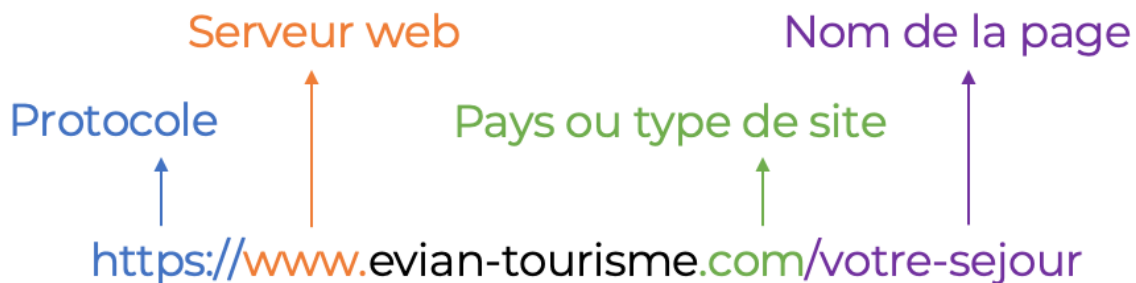 Serveur web
Nom de la page
Protocole
Pays ou type de site
https://www.evian-tourisme.com/votre-sejour